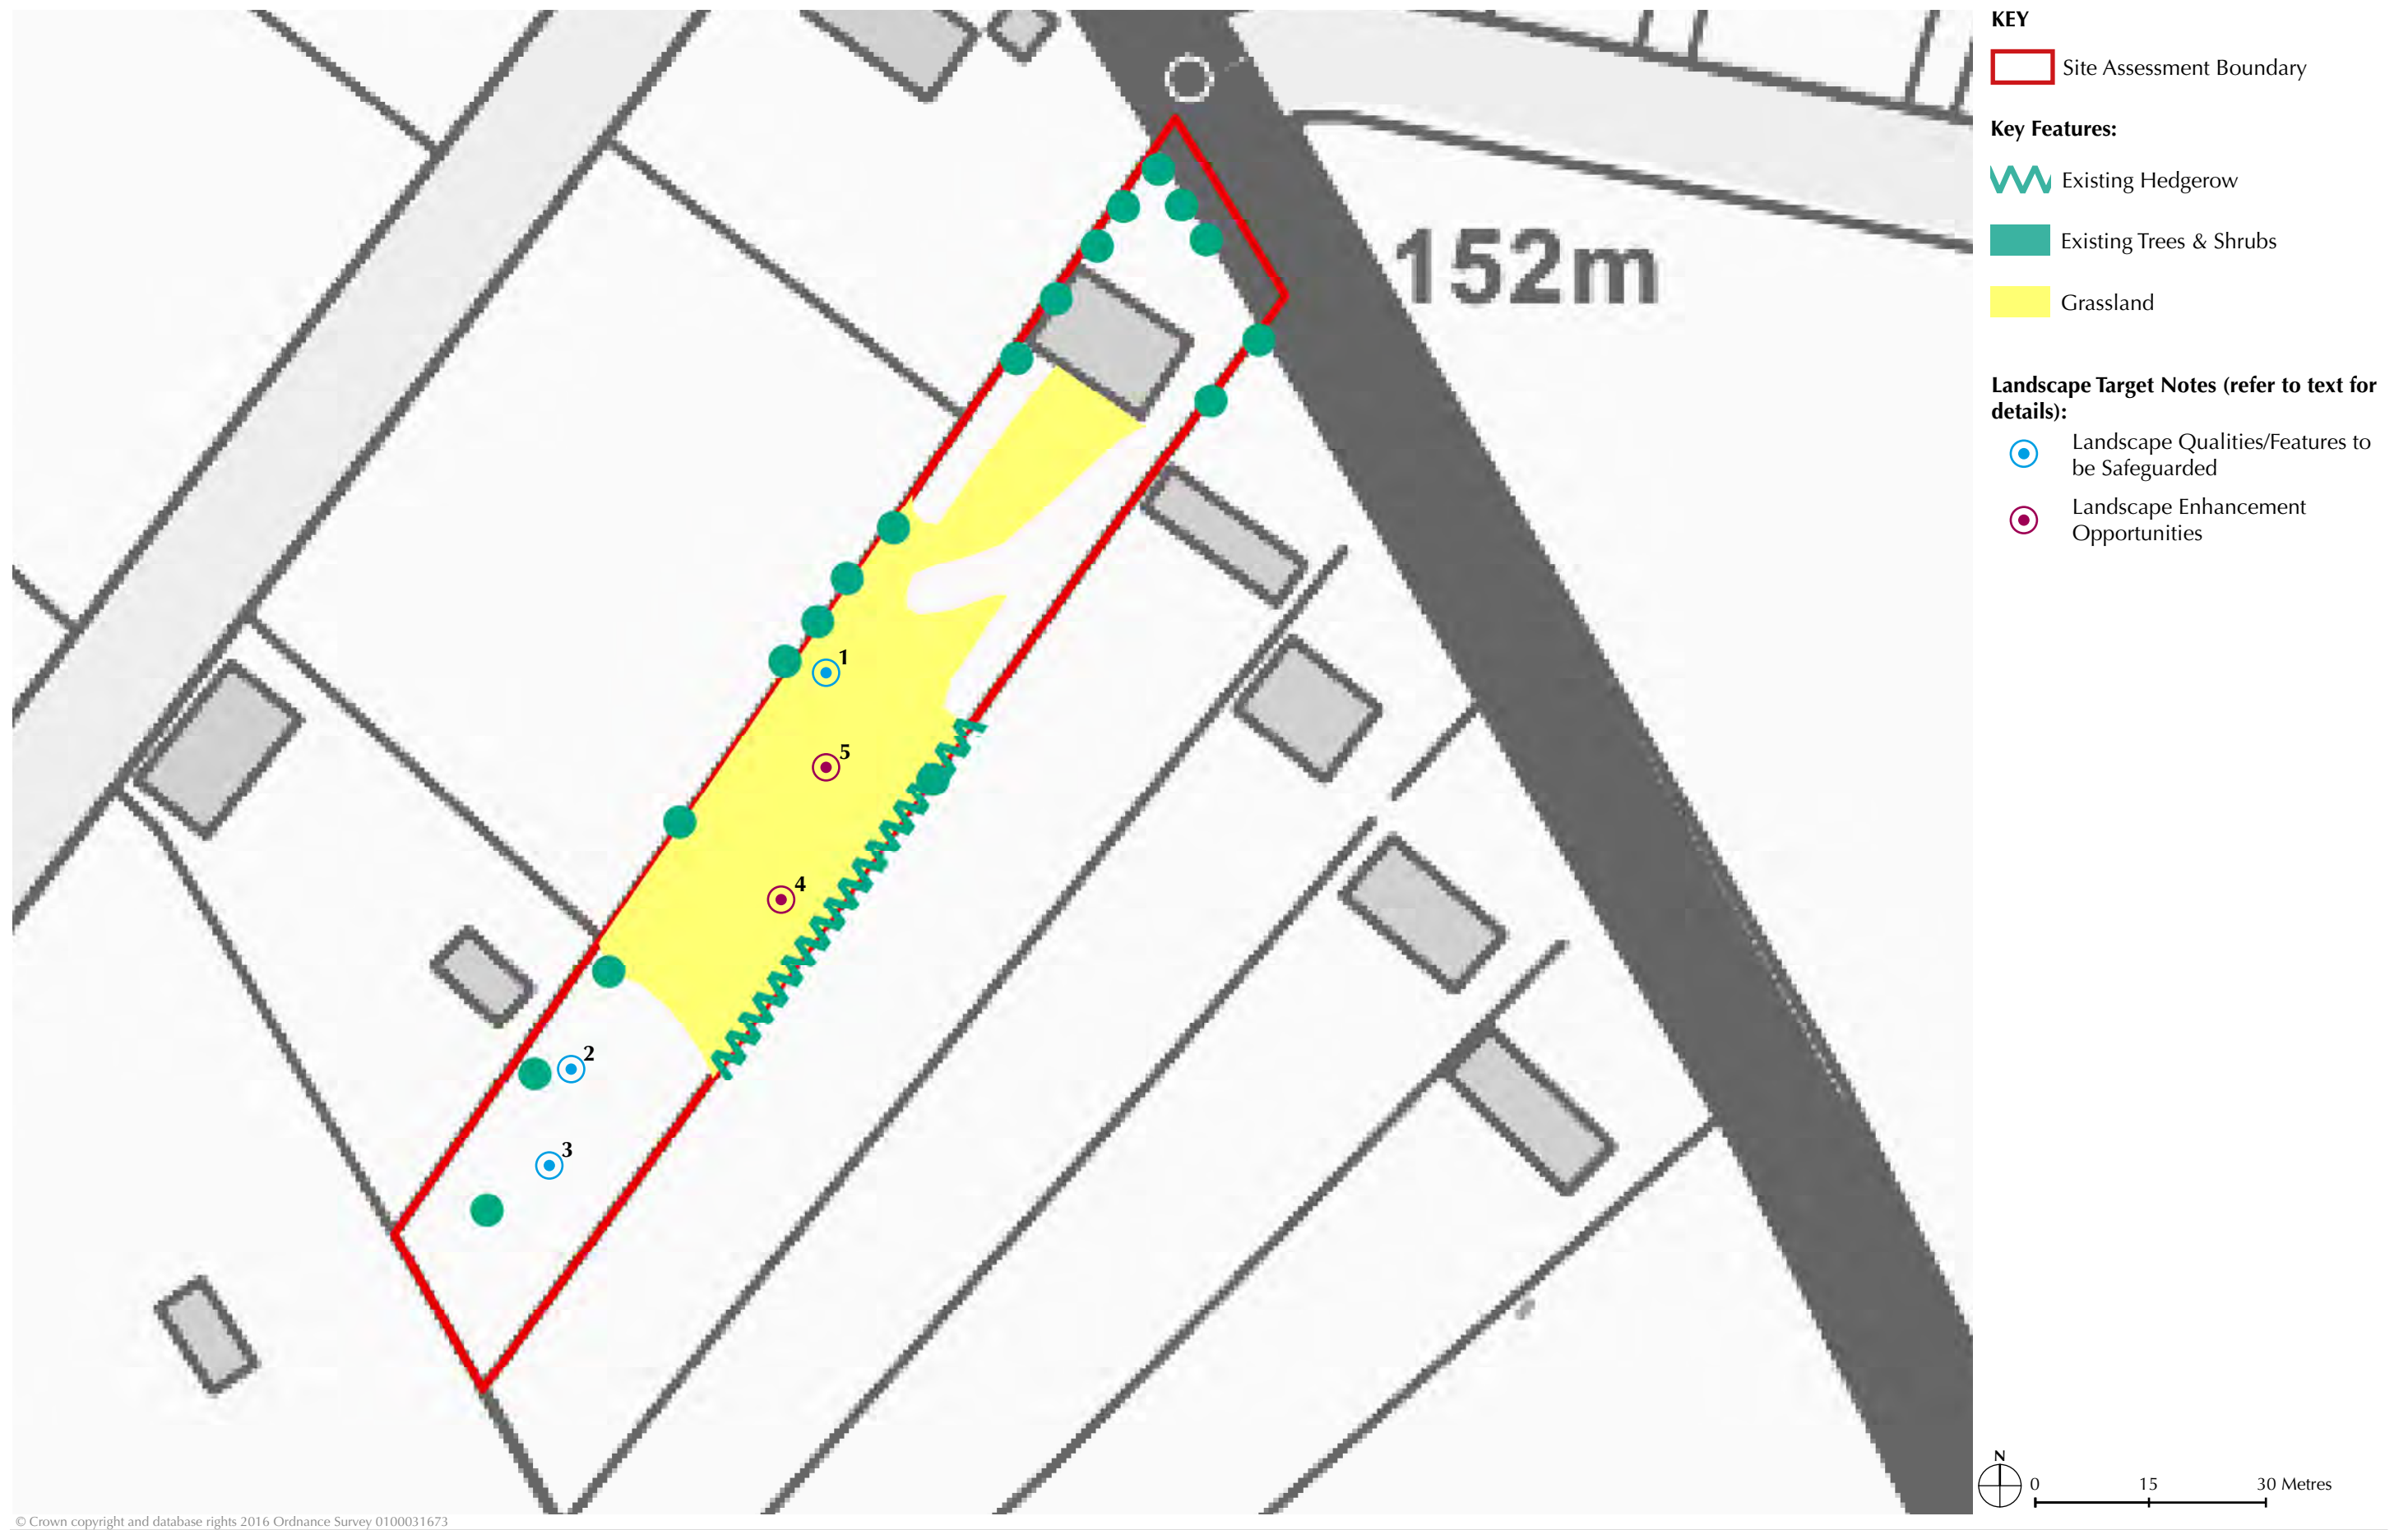 152m
1
5
4
2
3
KEY
Site Assessment Boundary
Key Features:
Existing Hedgerow
Existing Trees & Shrubs
Grassland
Landscape Target Notes (refer to text for
details):
Landscape Qualities/Features to
be Safeguarded
Landscape Enhancement
Opportunities
N
0 15 30 Metres
© Crown copyright and database rights 2016 Ordnance Survey 0100031673